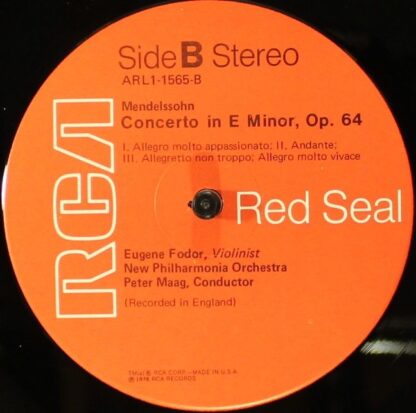 Side B Stereo
ARL1-1565-B
Mendelssohn
Concerto in E Minor, Op. 64
I. Allegro molto appassionato; II. Andante;
III. Allegretto non troppo; Allegro molto vivace
RCA
Red Seal
Eugene Fodor, Violinist
New Philharmonia Orchestra
Peter Maag, Conductor
(Recorded in England)
TM(s) ® RCA CORP.—MADE IN U.S.A.
℗ 1976 RCA RECORDS